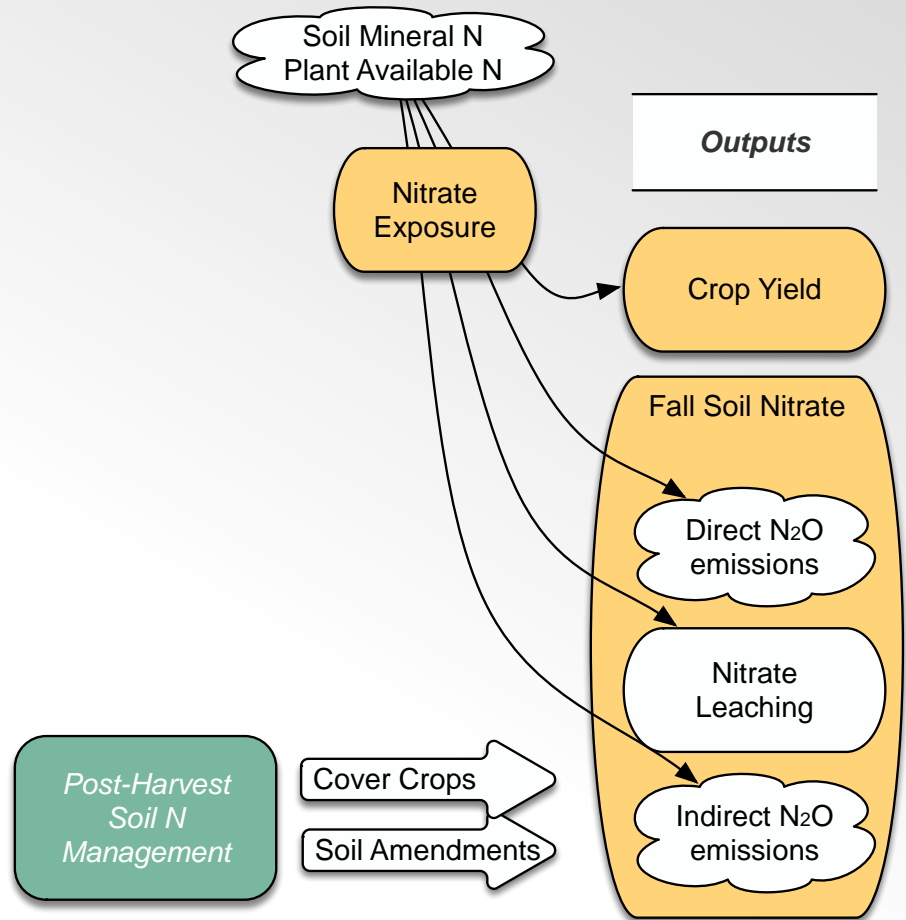 Soil Mineral N
Plant Available N
Outputs
Nitrate
Exposure
Crop Yield
Fall Soil Nitrate
Direct N₂O
emissions
Nitrate
Leaching
Post-Harvest
Soil N
Management
Cover Crops
Soil Amendments
Indirect N₂O
emissions